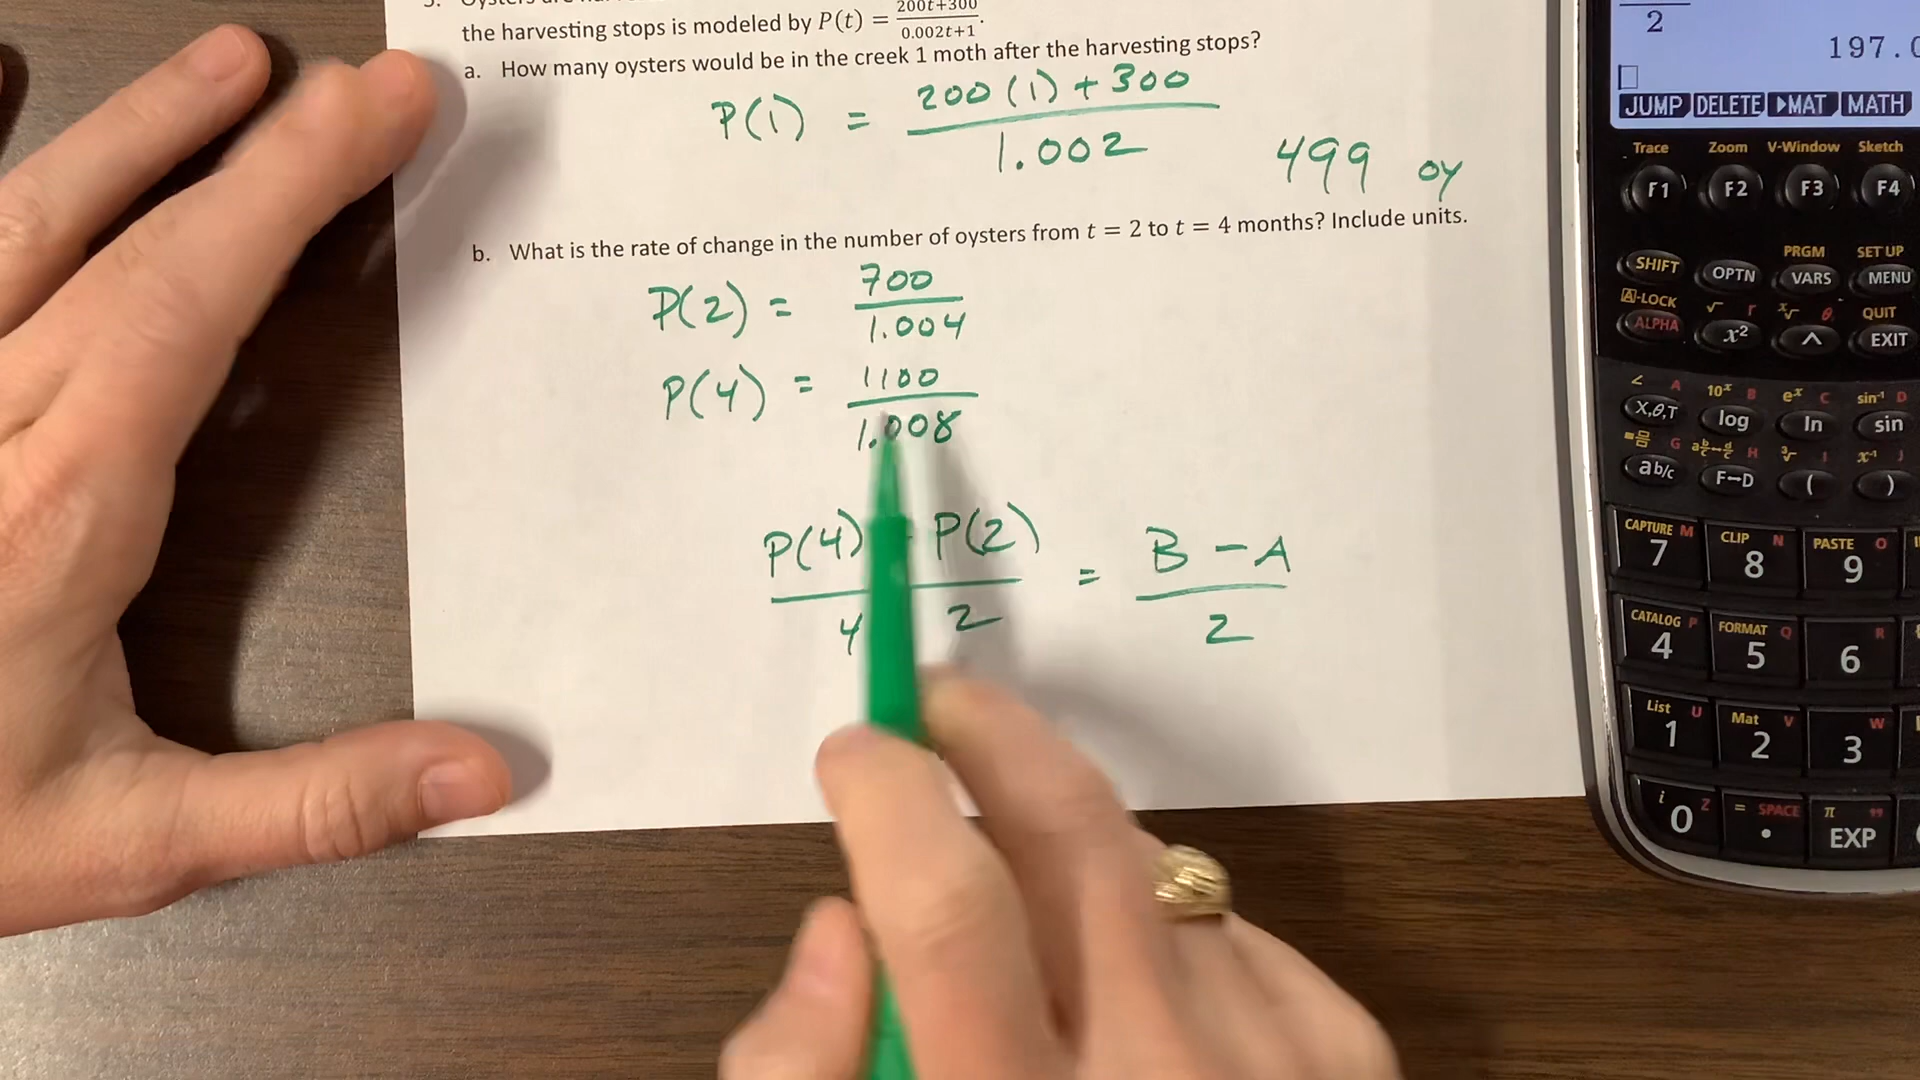 the harvesting stops is modeled by P(t) = 200t+300 / 0.002t+1.
a. How many oysters would be in the creek 1 moth after the harvesting stops?
P(1) = 200(1)+300 / 1.002
499 oy
b. What is the rate of change in the number of oysters from t = 2 to t = 4 months? Include units.
P(2) = 700 / 1.004
P(4) = 1100 / 1.008
P(4) P(2) / 4 2 = B - A / 2
2
197.0
JUMP DELETE ▶MAT MATH
Trace Zoom V-Window Sketch
F1 F2 F3 F4
PRGM SET UP
SHIFT OPTN VARS MENU
A-LOCK √ r ˣ√ θ QUIT
ALPHA x² ^ EXIT
∠ A 10ˣ B eˣ C sin⁻¹ D
X,θ,T log ln sin
G H ³√ I x⁻¹ J
ab/c F↔D ( )
CAPTURE M CLIP N PASTE O
7 8 9
CATALOG P FORMAT Q R
4 5 6
List U Mat V W
1 2 3
i Z = SPACE π "
0 . EXP